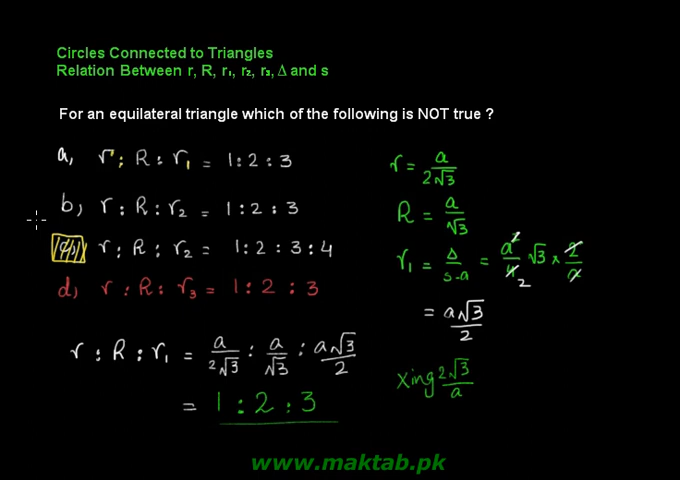 Circles Connected to Triangles
Relation Between r, R, r₁, r₂, r₃, Δ and s
For an equilateral triangle which of the following is NOT true ?
a, r : R : r₁ = 1 : 2 : 3
b) r : R : r₂ = 1 : 2 : 3
r : R : r₂ = 1 : 2 : 3 : 4
d) r : R : r₃ = 1 : 2 : 3
r : R : r₁ = a/2√3 : a/√3 : a√3/2
= 1 : 2 : 3
r = a/2√3
R = a/√3
r₁ = Δ/s-a = a²/4 √3 × 2/a
2
= a√3/2
Xing 2√3/a
www.maktab.pk